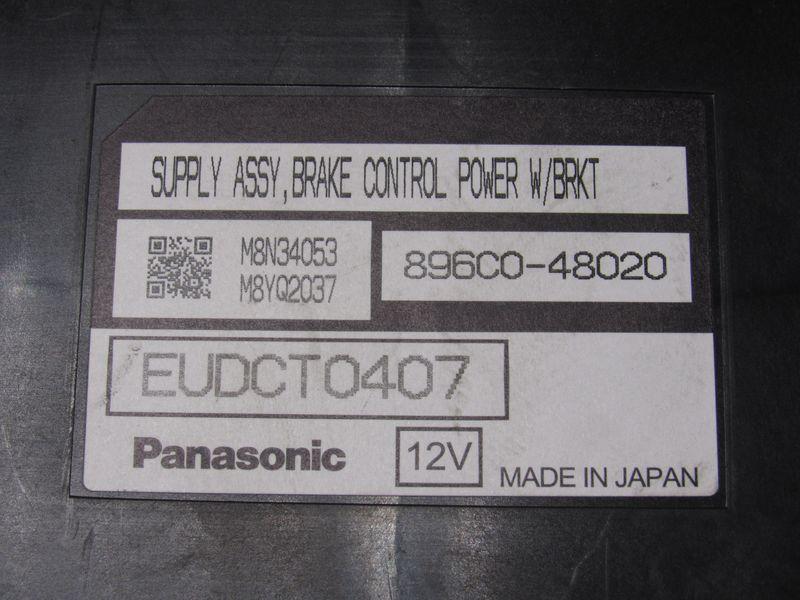 SUPPLY ASSY,BRAKE CONTROL POWER W/BRKT
M8N34053
M8YQ2037
896C0-48020
EUDCT0407
Panasonic
12V
MADE IN JAPAN